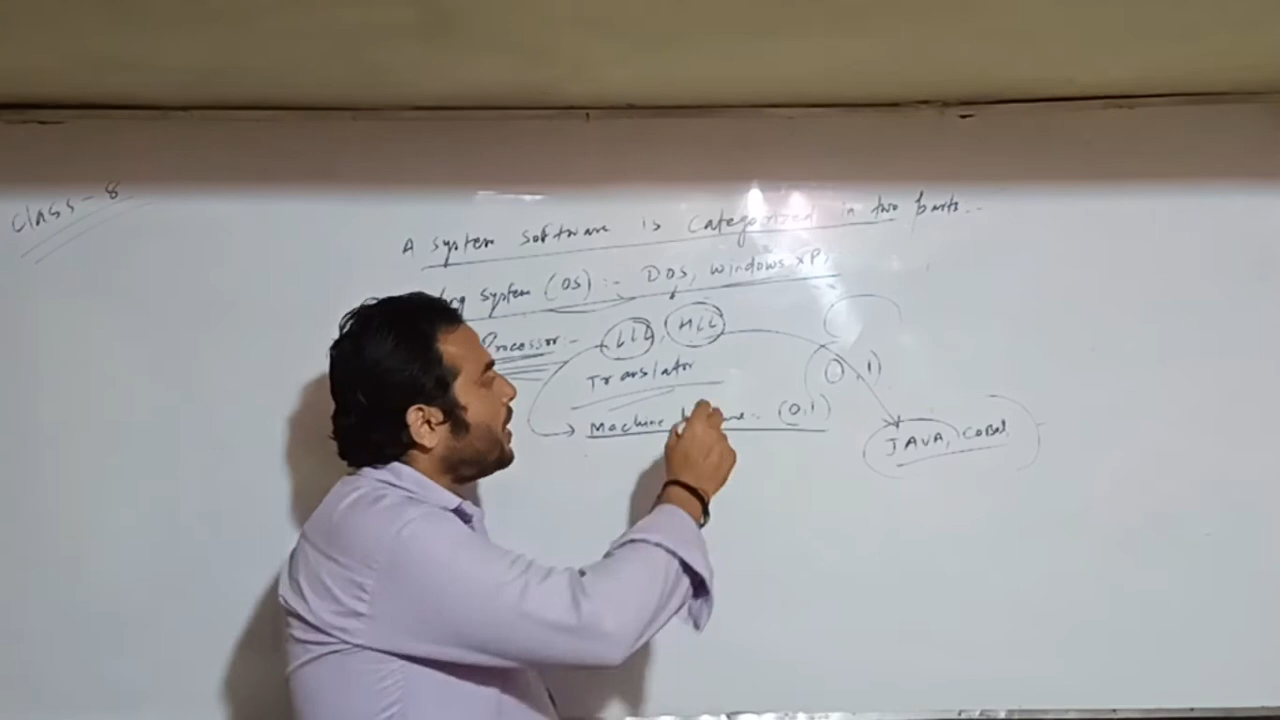 Class-8
A system software is categorized in two parts..
system (OS) :- DOS, Windows XP,
Processor :- LLL, HLL
(0,1)
Translator
Machine (0,1)
JAVA, COBOL